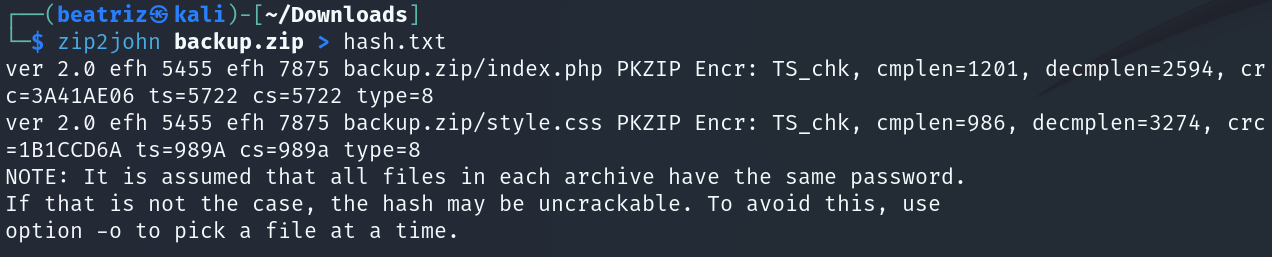 ┌──(beatriz㉿kali)-[~/Downloads]
└─$ zip2john backup.zip > hash.txt
ver 2.0 efh 5455 efh 7875 backup.zip/index.php PKZIP Encr: TS_chk, cmplen=1201, decmplen=2594, cr
c=3A41AE06 ts=5722 cs=5722 type=8
ver 2.0 efh 5455 efh 7875 backup.zip/style.css PKZIP Encr: TS_chk, cmplen=986, decmplen=3274, crc
=1B1CCD6A ts=989A cs=989a type=8
NOTE: It is assumed that all files in each archive have the same password.
If that is not the case, the hash may be uncrackable. To avoid this, use
option -o to pick a file at a time.